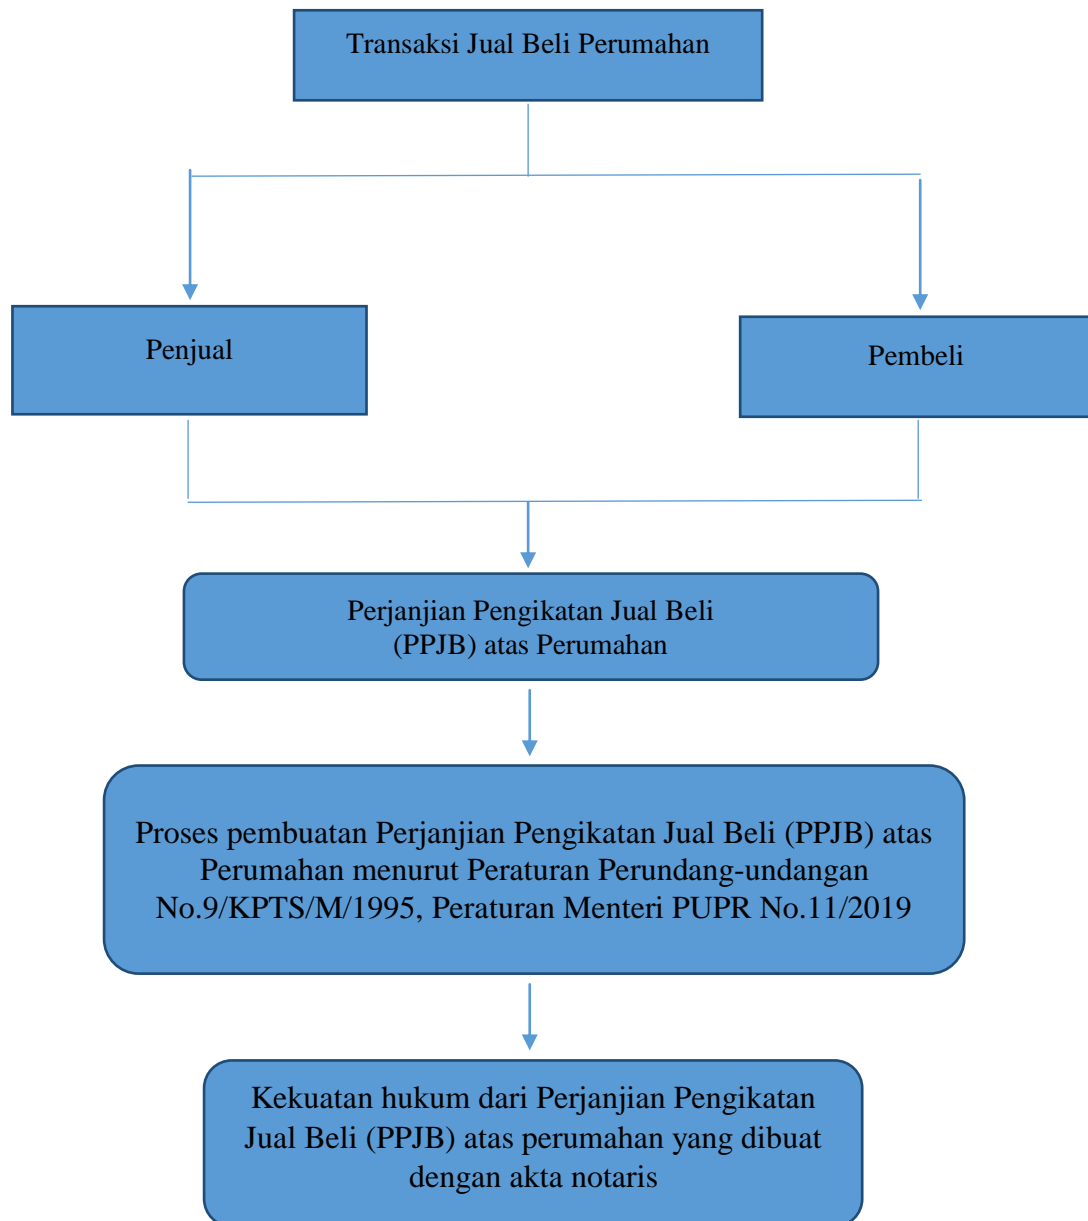 Transaksi Jual Beli Perumahan
Penjual
Pembeli
Perjanjian Pengikatan Jual Beli
(PPJB) atas Perumahan
Proses pembuatan Perjanjian Pengikatan Jual Beli (PPJB) atas
Perumahan menurut Peraturan Perundang-undangan
No.9/KPTS/M/1995, Peraturan Menteri PUPR No.11/2019
Kekuatan hukum dari Perjanjian Pengikatan
Jual Beli (PPJB) atas perumahan yang dibuat
dengan akta notaris